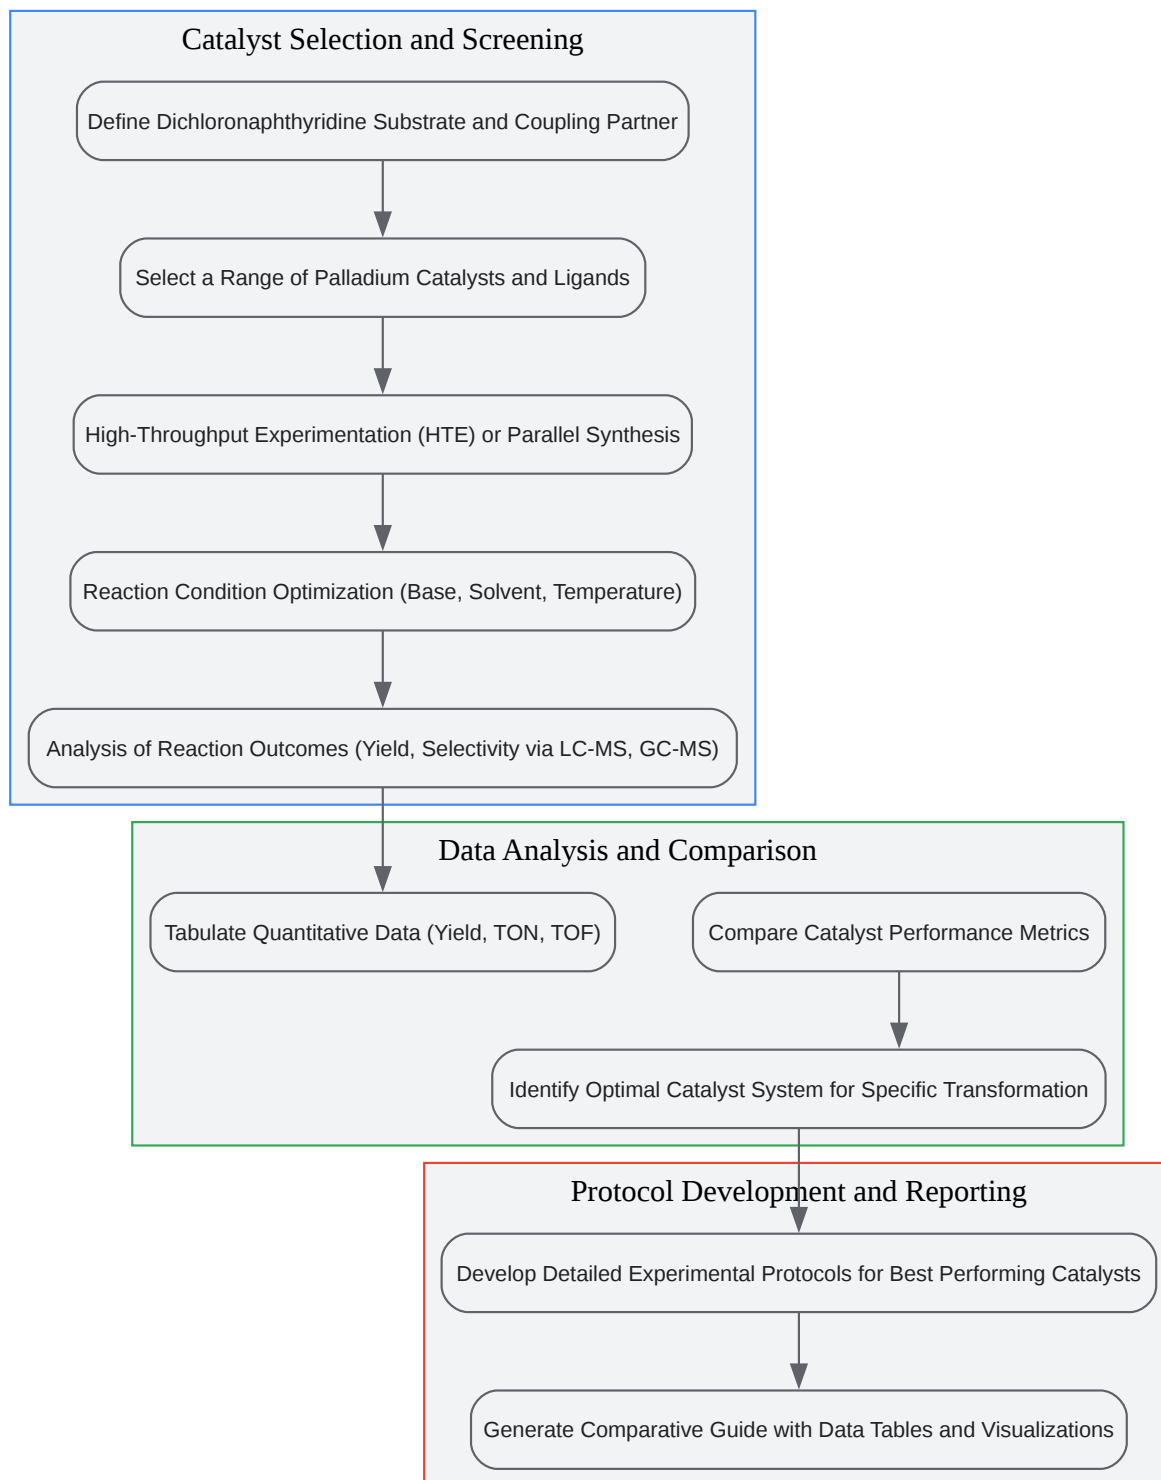 Catalyst Selection and Screening
Define Dichloronaphthyridine Substrate and Coupling Partner
Select a Range of Palladium Catalysts and Ligands
High-Throughput Experimentation (HTE) or Parallel Synthesis
Reaction Condition Optimization (Base, Solvent, Temperature)
Analysis of Reaction Outcomes (Yield, Selectivity via LC-MS, GC-MS)
Data Analysis and Comparison
Tabulate Quantitative Data (Yield, TON, TOF)
Compare Catalyst Performance Metrics
Identify Optimal Catalyst System for Specific Transformation
Protocol Development and Reporting
Develop Detailed Experimental Protocols for Best Performing Catalysts
Generate Comparative Guide with Data Tables and Visualizations